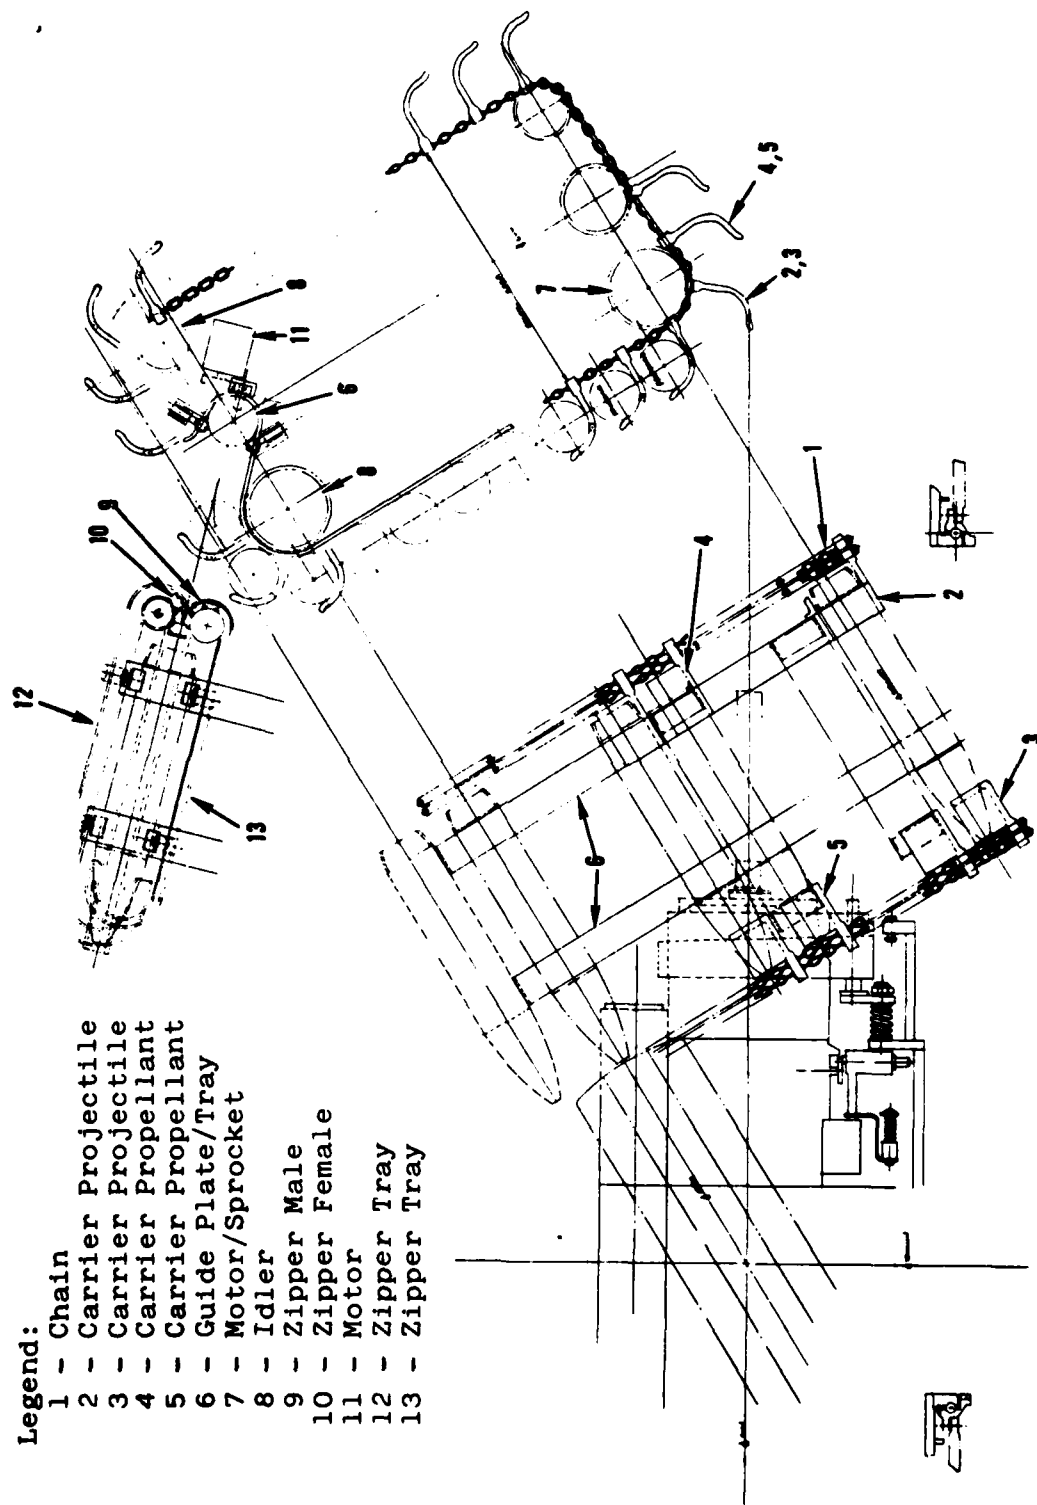 Legend:
1 - Chain
2 - Carrier Projectile
3 - Carrier Projectile
4 - Carrier Propellant
5 - Carrier Propellant
6 - Guide Plate/Tray
7 - Motor/Sprocket
8 - Idler
9 - Zipper Male
10 - Zipper Female
11 - Motor
12 - Zipper Tray
13 - Zipper Tray
12
13
10
9
8
11
6
8
7
4,5
2,3
1
4
2
6
5
3